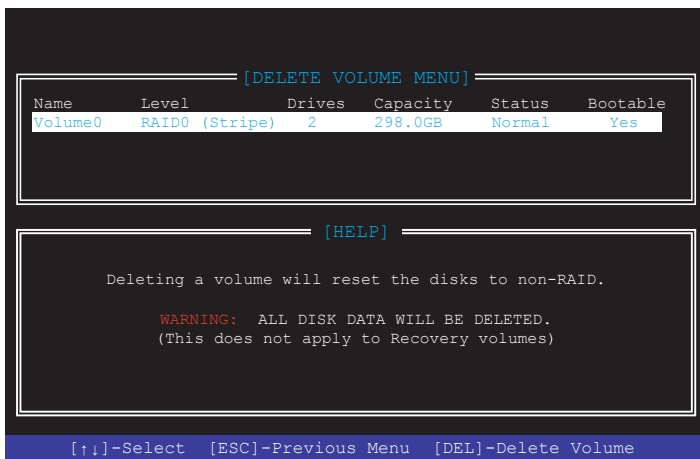 [DELETE VOLUME MENU]
Name Level Drives Capacity Status Bootable
Volume0 RAID0 (Stripe) 2 298.0GB Normal Yes
[HELP]
Deleting a volume will reset the disks to non-RAID.
WARNING: ALL DISK DATA WILL BE DELETED.
(This does not apply to Recovery volumes)
[↑↓]-Select [ESC]-Previous Menu [DEL]-Delete Volume